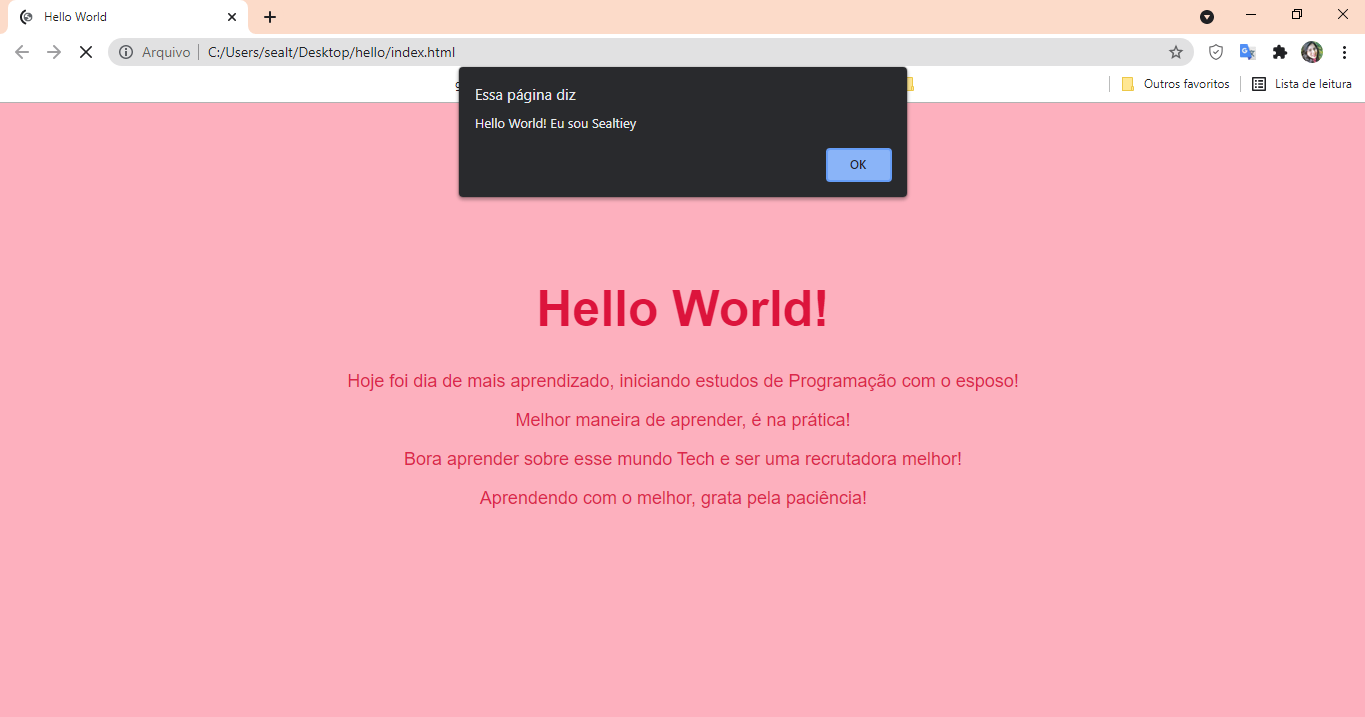 Hello World
Arquivo
C:/Users/sealt/Desktop/hello/index.html
Outros favoritos
Lista de leitura
Essa página diz
Hello World! Eu sou Sealtiey
OK
Hello World!
Hoje foi dia de mais aprendizado, iniciando estudos de Programação com o esposo!
Melhor maneira de aprender, é na prática!
Bora aprender sobre esse mundo Tech e ser uma recrutadora melhor!
Aprendendo com o melhor, grata pela paciência!